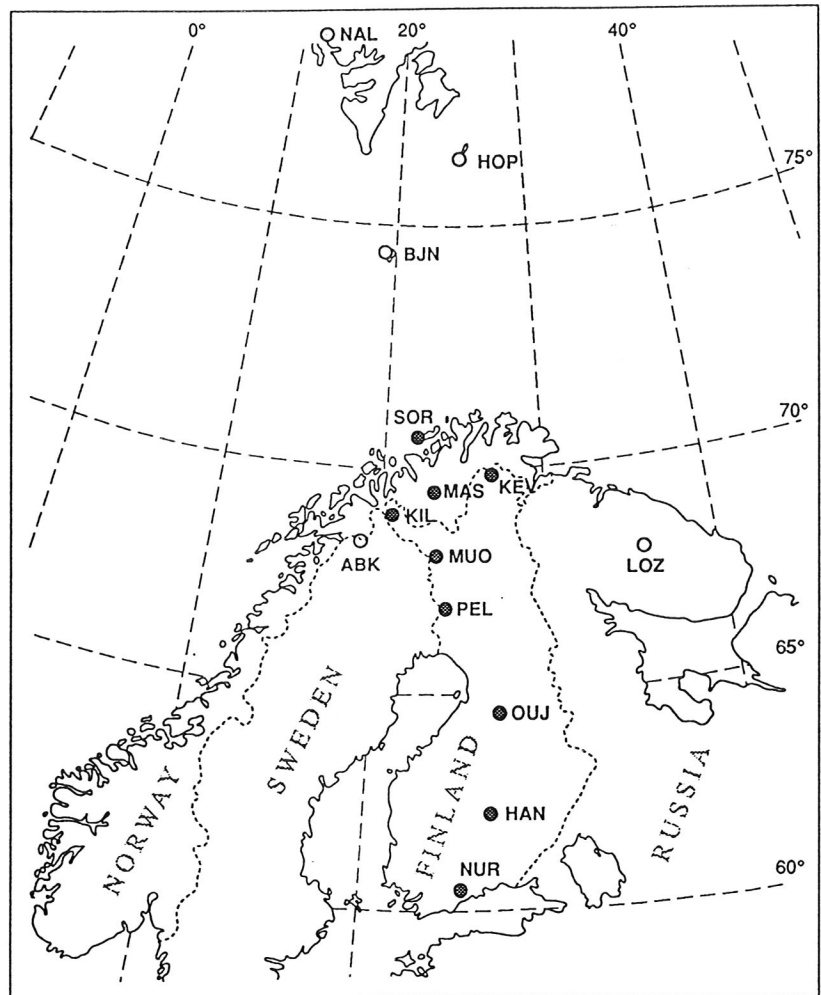 0°
20°
40°
NAL
HOP
75°
BJN
SOR
70°
MAS
KEV
KIL
ABK
MUO
LOZ
PEL
65°
OUJ
SWEDEN
FINLAND
NORWAY
RUSSIA
HAN
NUR
60°